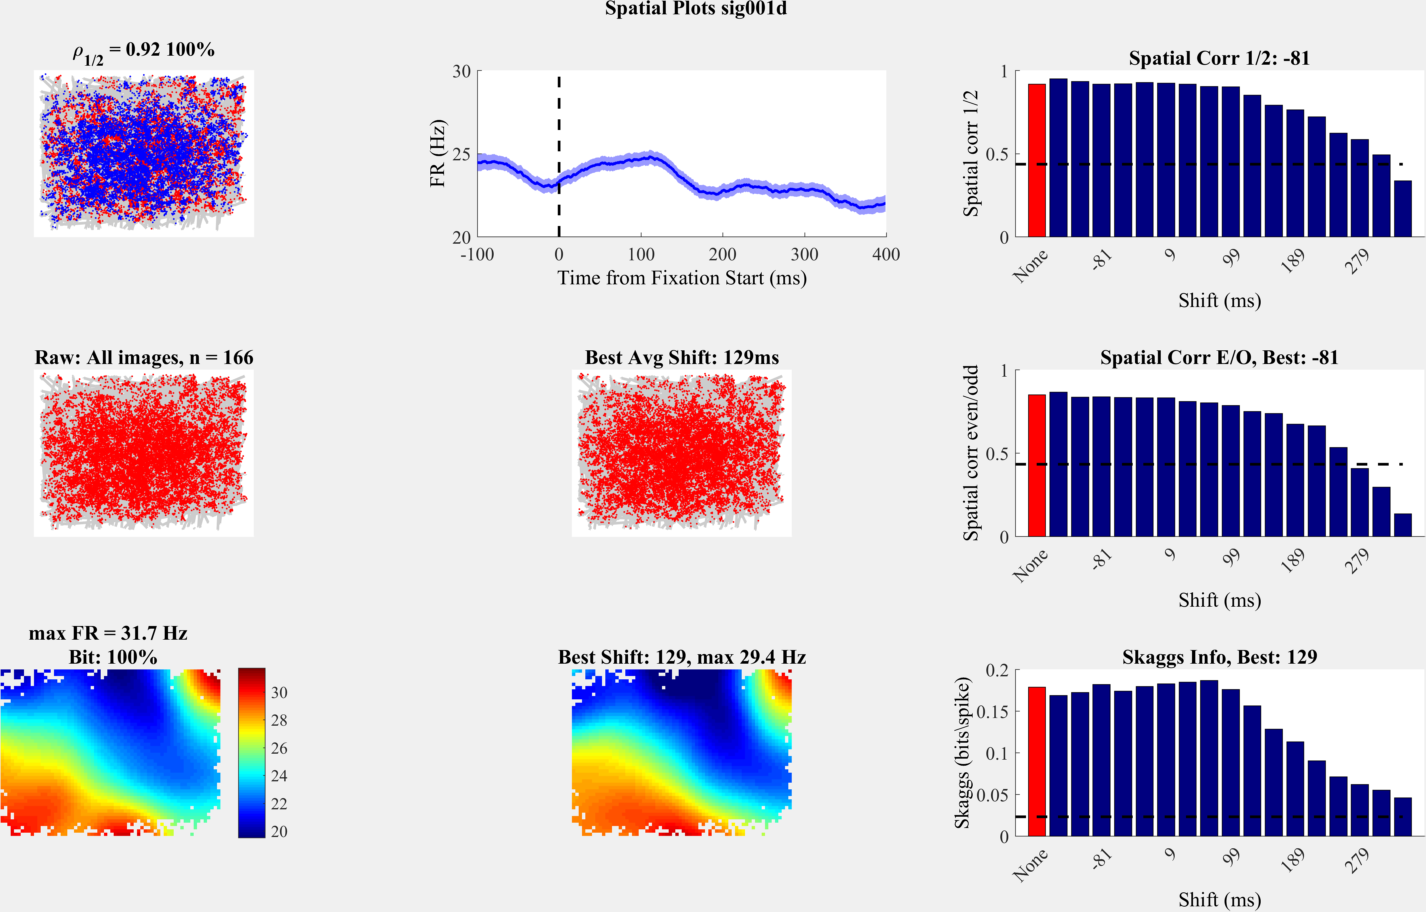 Spatial Plots sig001d
ρ1/2 = 0.92 100%
30
25
20
FR (Hz)
-100
0
100
200
300
400
Time from Fixation Start (ms)
Spatial Corr 1/2: -81
1
0.5
0
Spatial corr 1/2
None
-81
9
99
189
279
Shift (ms)
Raw: All images, n = 166
Best Avg Shift: 129ms
Spatial Corr E/O, Best: -81
1
0.5
0
Spatial corr even/odd
None
-81
9
99
189
279
Shift (ms)
max FR = 31.7 Hz
Bit: 100%
30
28
26
24
22
20
Best Shift: 129, max 29.4 Hz
Skaggs Info, Best: 129
0.2
0.15
0.1
0.05
0
Skaggs (bits\spike)
None
-81
9
99
189
279
Shift (ms)